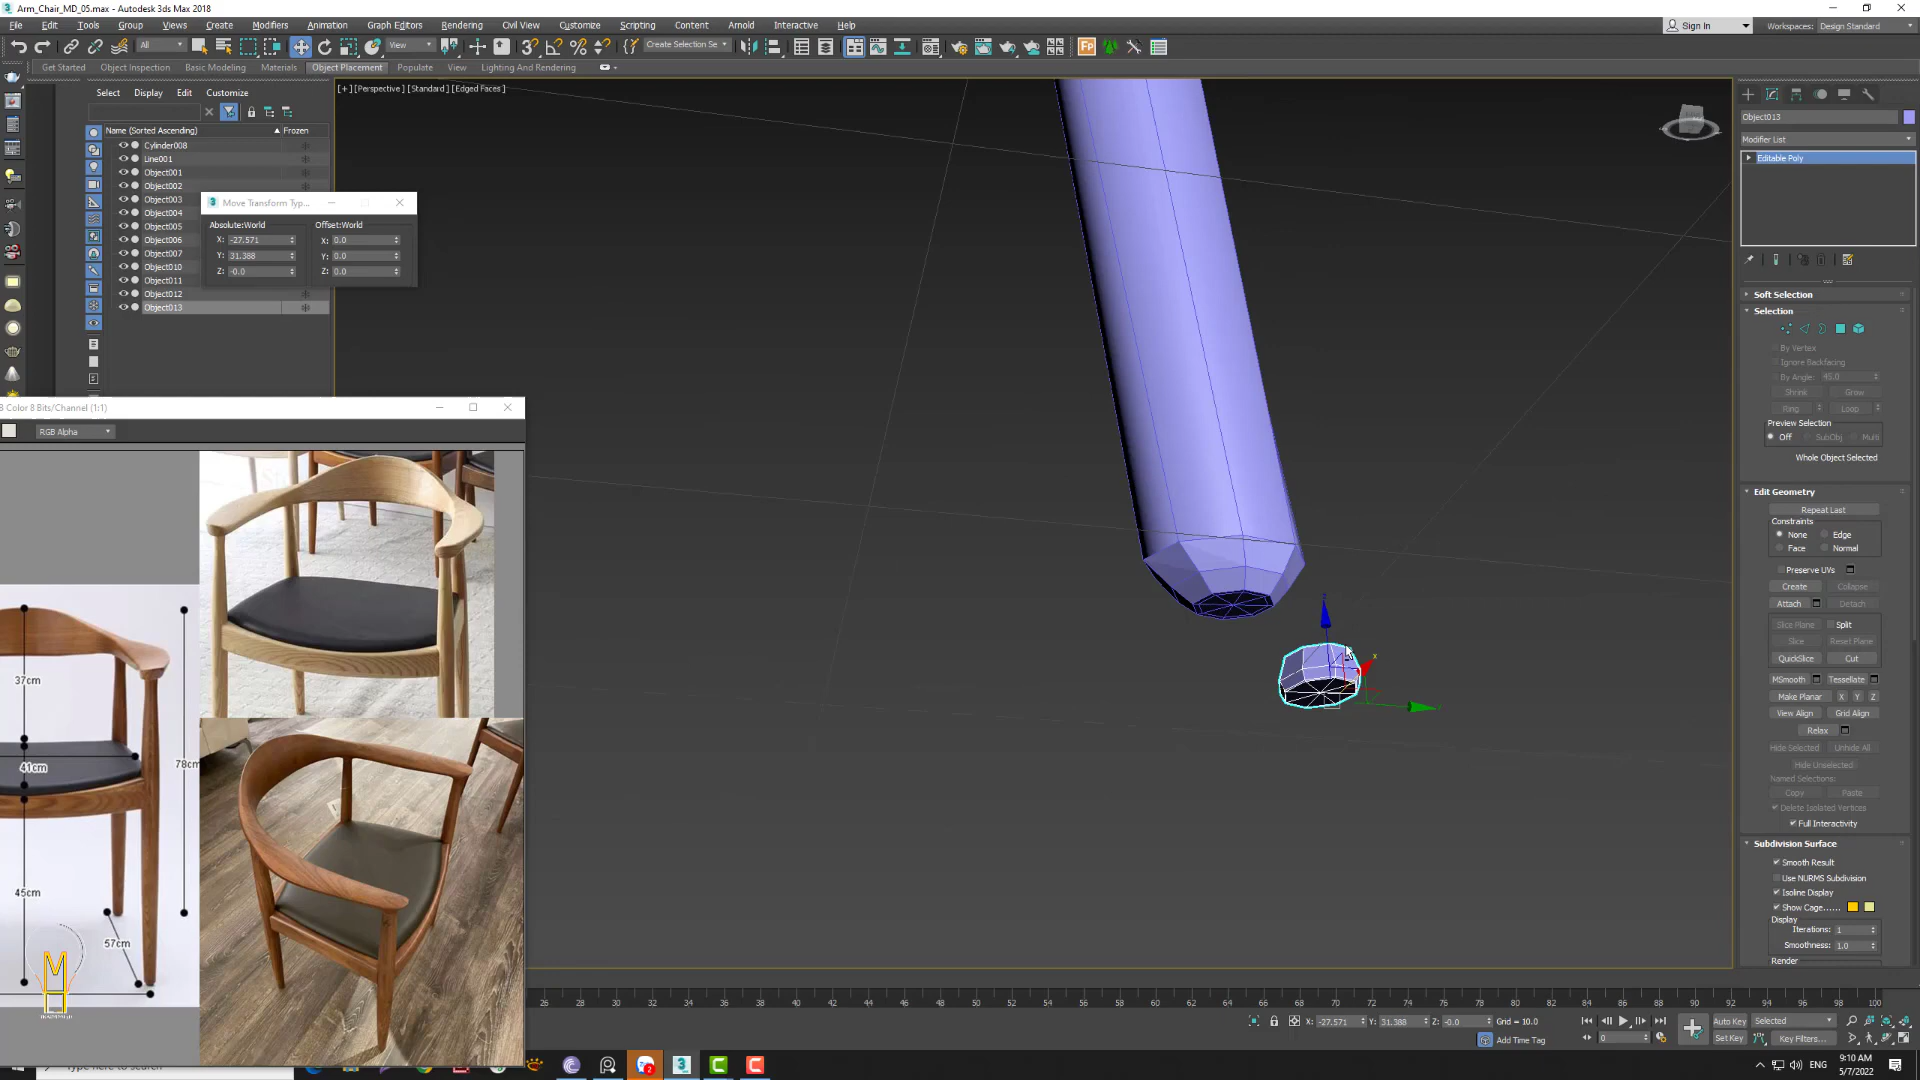 Arm_Chair_MD_05.max - Autodesk 3ds Max 2018
File Edit Tools Group Views Create Modifiers Animation Graph Editors Rendering Civil View Customize Scripting Content Arnold Interactive Help
Sign In Workspaces: Design Standard
All View Create Selection Se
Get Started Object Inspection Basic Modeling Materials Object Placement Populate View Lighting And Rendering
Select Display Edit Customize
[+] [Perspective] [Standard] [Edged Faces]
Name (Sorted Ascending) Frozen
Cylinder008
Line001
Object001
Object002
Object003
Object004
Object005
Object006
Object007
Object010
Object011
Object012
Object013
Move Transform Typ...
Absolute:World Offset:World
X: -27.571 X: 0.0
Y: 31.388 Y: 0.0
Z: -0.0 Z: 0.0
B Color 8 Bits/Channel (1:1)
RGB Alpha
37cm
41cm
78cm
45cm
57cm
z
x
Object013
Modifier List
Editable Poly
Soft Selection
Selection
By Vertex
Ignore Backfacing
By Angle: 45.0
Shrink Grow
Ring Loop
Preview Selection
Off SubObj Multi
Whole Object Selected
Edit Geometry
Repeat Last
Constraints
None Edge
Face Normal
Preserve UVs
Create Collapse
Attach Detach
Slice Plane Split
Slice Reset Plane
QuickSlice Cut
MSmooth Tessellate
Make Planar X Y Z
View Align Grid Align
Relax
Hide Selected Unhide All
Hide Unselected
Named Selections:
Copy Paste
Delete Isolated Vertices
Full Interactivity
Subdivision Surface
Smooth Result
Use NURMS Subdivision
Isoline Display
Show Cage......
Display
Iterations: 1
Smoothness: 1.0
Render
26 28 30 32 34 36 38 40 42 44 46 48 50 52 54 56 58 60 62 64 66 68 70 72 74 76 78 80 82 84 86 88 90 92 94 96 98 100
X: -27.571 Y: 31.388 Z: -0.0 Grid = 10.0
Add Time Tag
0
Auto Key Selected
Set Key Key Filters...
Type here to search
2
ENG
9:10 AM
5/7/2022